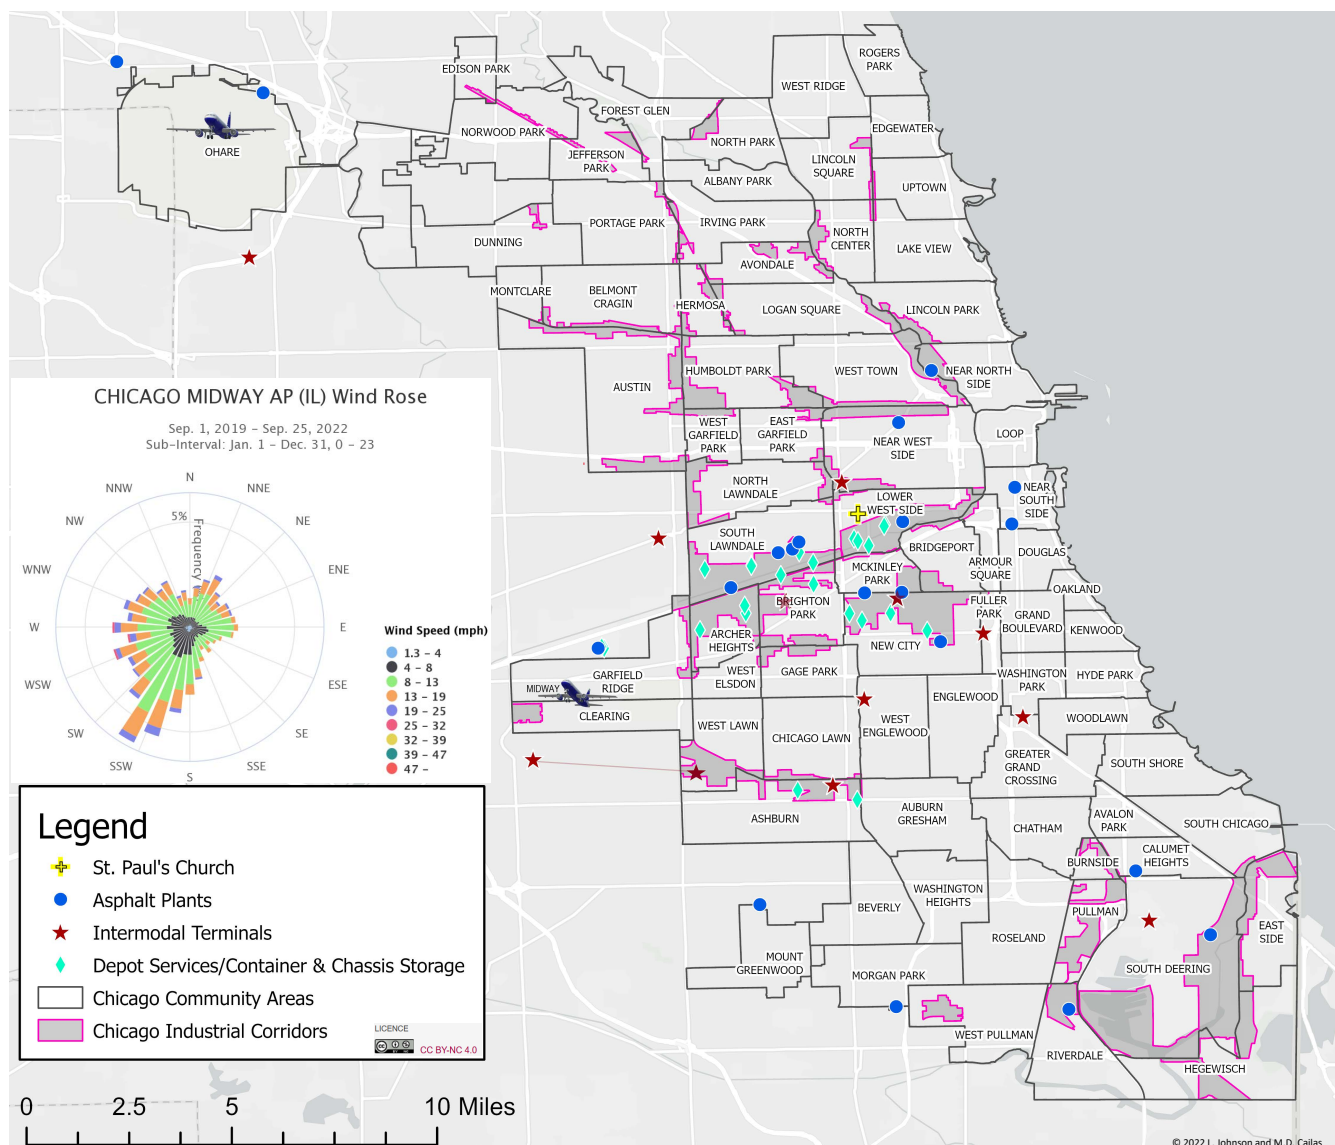 ROGERS
PARK
EDISON PARK
WEST RIDGE
FOREST GLEN
EDGEWATER
NORWOOD PARK
NORTH PARK
OHARE
JEFFERSON
PARK
LINCOLN
SQUARE
ALBANY PARK
UPTOWN
PORTAGE PARK
IRVING PARK
DUNNING
NORTH
CENTER
LAKE VIEW
AVONDALE
MONTCLARE
BELMONT
CRAGIN
HERMOSA
LOGAN SQUARE
LINCOLN PARK
AUSTIN
HUMBOLDT PARK
WEST TOWN
NEAR NORTH
SIDE
WEST
GARFIELD
PARK
EAST
GARFIELD
PARK
NEAR WEST
SIDE
LOOP
NORTH
LAWNDALE
LOWER
WEST SIDE
NEAR
SOUTH
SIDE
SOUTH
LAWNDALE
BRIDGEPORT
DOUGLAS
MCKINLEY
PARK
ARMOUR
SQUARE
OAKLAND
BRIGHTON
PARK
FULLER
PARK
GRAND
BOULEVARD
KENWOOD
ARCHER
HEIGHTS
NEW CITY
GARFIELD
RIDGE
WEST
ELSDON
GAGE PARK
WASHINGTON
PARK
HYDE PARK
MIDWAY
CLEARING
ENGLEWOOD
WEST LAWN
CHICAGO LAWN
WEST
ENGLEWOOD
WOODLAWN
GREATER
GRAND
CROSSING
SOUTH SHORE
ASHBURN
AUBURN
GRESHAM
CHATHAM
AVALON
PARK
SOUTH CHICAGO
BURNSIDE
CALUMET
HEIGHTS
WASHINGTON
HEIGHTS
BEVERLY
PULLMAN
ROSELAND
EAST
SIDE
MOUNT
GREENWOOD
MORGAN PARK
SOUTH DEERING
WEST PULLMAN
RIVERDALE
HEGEWISCH
CHICAGO MIDWAY AP (IL) Wind Rose
Sep. 1, 2019 – Sep. 25, 2022
Sub-Interval: Jan. 1 – Dec. 31, 0 – 23
N
NNW
NNE
NW
NE
WNW
ENE
W
E
WSW
ESE
SW
SE
SSW
SSE
S
5%
Frequency
Wind Speed (mph)
1.3 – 4
4 – 8
8 – 13
13 – 19
19 – 25
25 – 32
32 – 39
39 – 47
47 –
Legend
St. Paul's Church
Asphalt Plants
Intermodal Terminals
Depot Services/Container & Chassis Storage
Chicago Community Areas
Chicago Industrial Corridors
LICENCE
CC BY-NC 4.0
0 2.5 5 10 Miles
© 2022 L. Johnson and M.D. Cailas